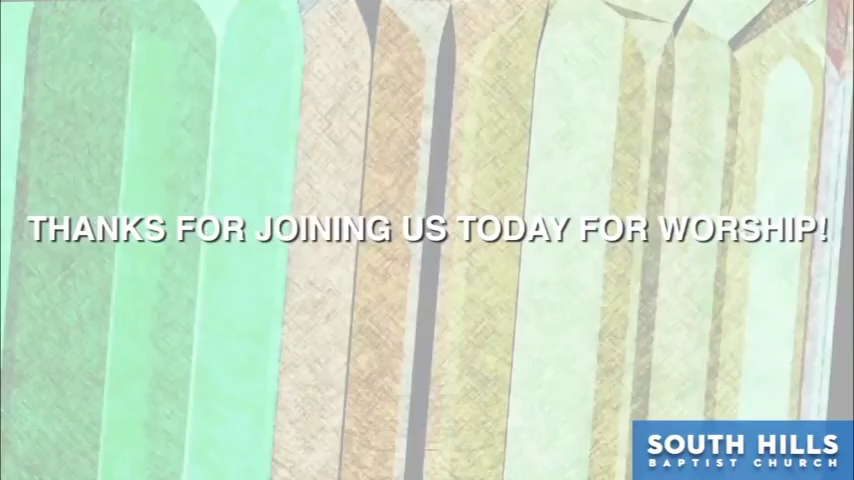 THANKS FOR JOINING US TODAY FOR WORSHIP!
SOUTH HILLS
BAPTIST CHURCH